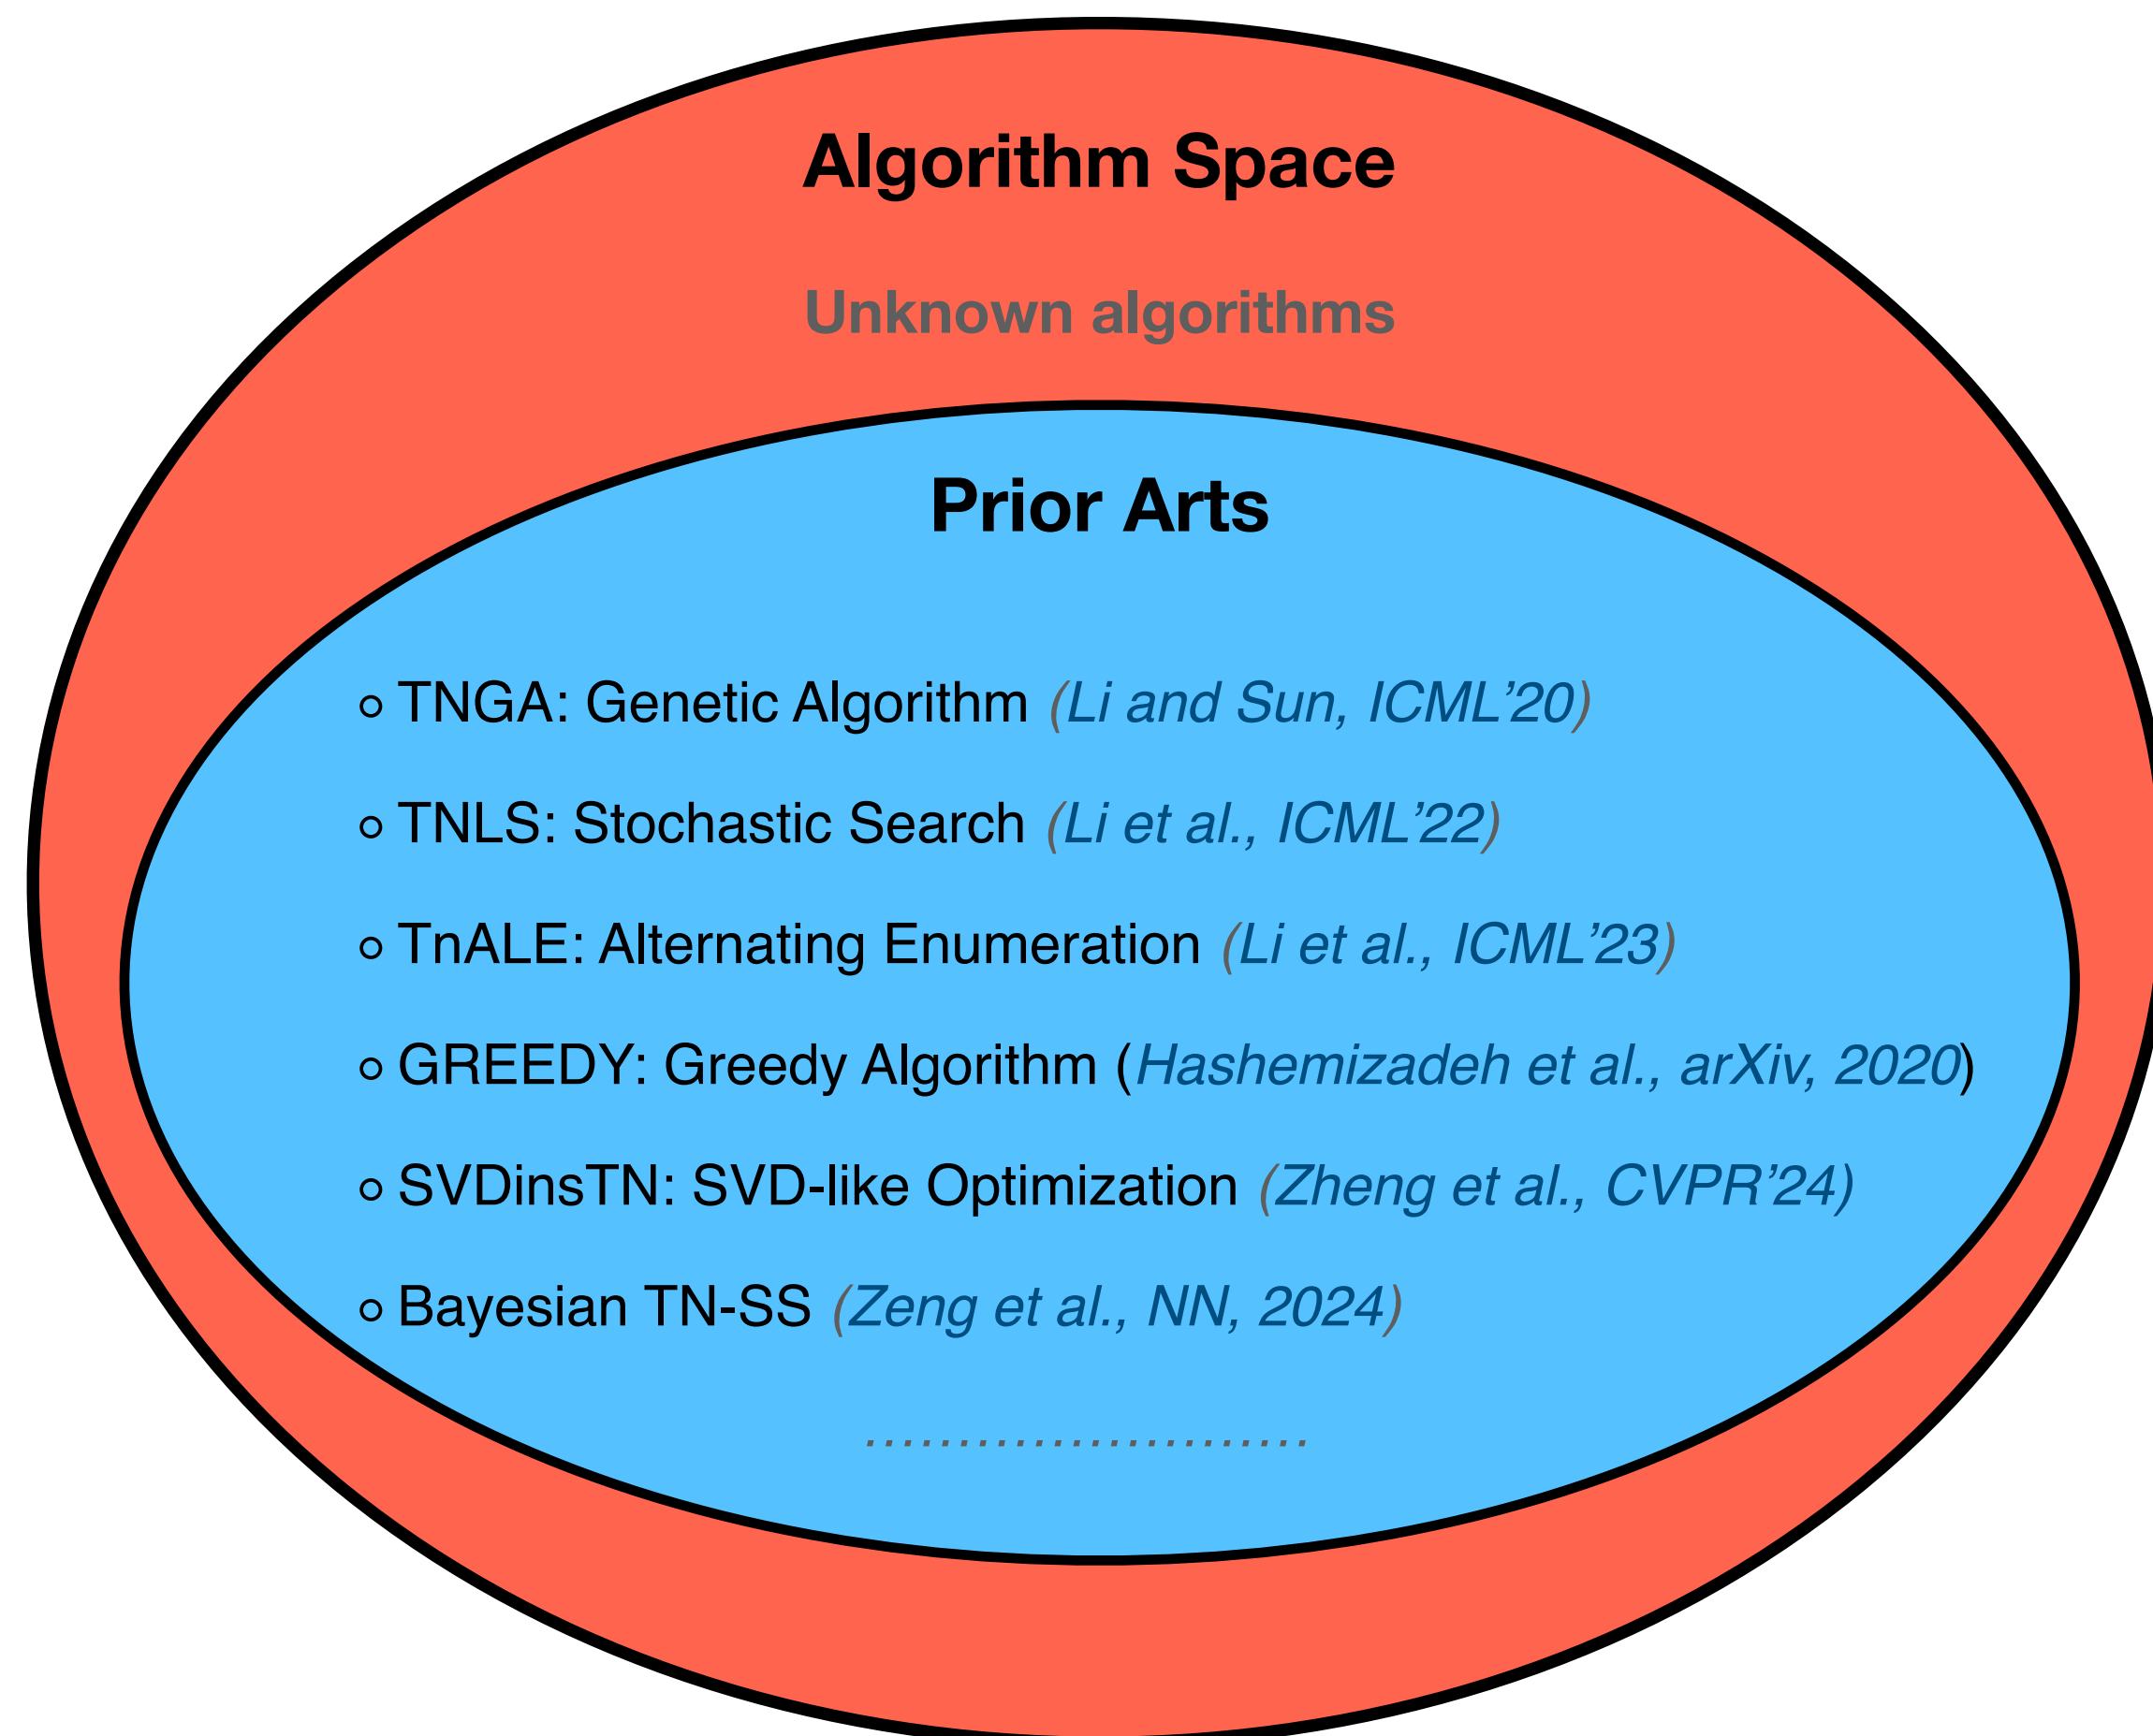 Algorithm Space
Unknown algorithms
Prior Arts
○ TNGA: Genetic Algorithm (Li and Sun, ICML’20)
○ TNLS: Stochastic Search (Li et al., ICML’22)
○ TnALE: Alternating Enumeration (Li et al., ICML’23)
○ GREEDY: Greedy Algorithm (Hashemizadeh et al., arXiv, 2020)
○ SVDinsTN: SVD-like Optimization (Zheng et al., CVPR’24)
○ Bayesian TN-SS (Zeng et al., NN, 2024)
........................